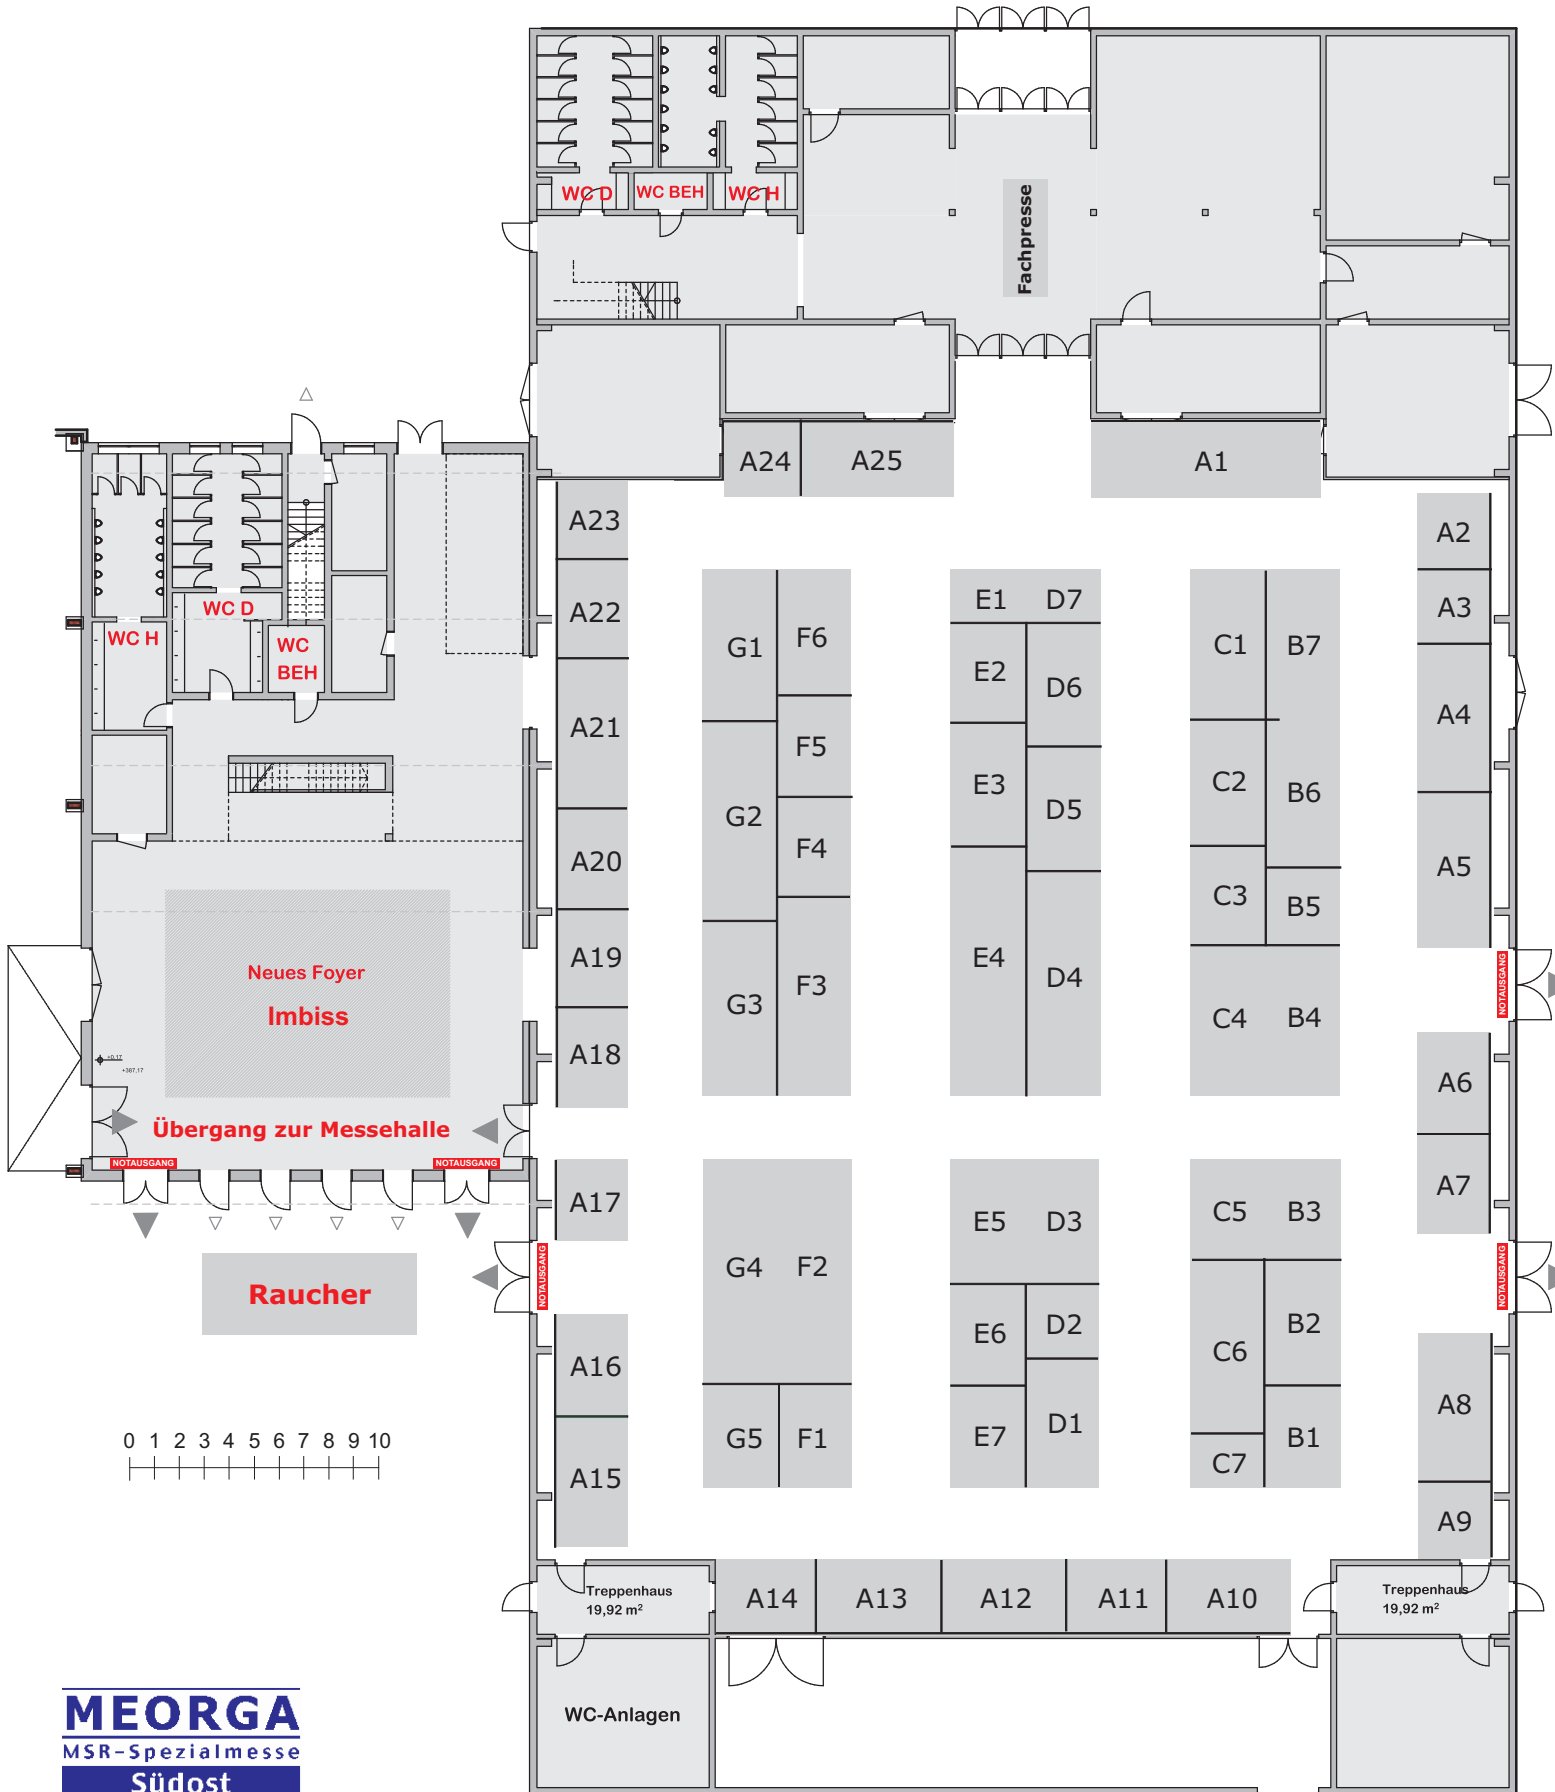 WC D
WC BEH
WC H
Fachpresse
A24
A25
A1
A23
A2
A22
A3
WC D
WC H
WC
BEH
E1
D7
G1
F6
E2
C1
B7
D6
A21
A4
F5
E3
C2
B6
G2
D5
F4
A20
A5
C3
B5
A19
Neues Foyer
Imbiss
E4
D4
G3
F3
C4
B4
NOTAUSGANG
A18
+0,17
+387,17
A6
Übergang zur Messehalle
NOTAUSGANG
NOTAUSGANG
A17
A7
E5
D3
C5
B3
G4
F2
NOTAUSGANG
NOTAUSGANG
Raucher
E6
D2
B2
C6
A16
A8
D1
G5
F1
E7
B1
C7
0 1 2 3 4 5 6 7 8 9 10
A15
A9
Treppenhaus
19,92 m²
A14
A13
A12
A11
A10
Treppenhaus
19,92 m²
WC-Anlagen
MEORGA
MSR-Spezialmesse
Südost